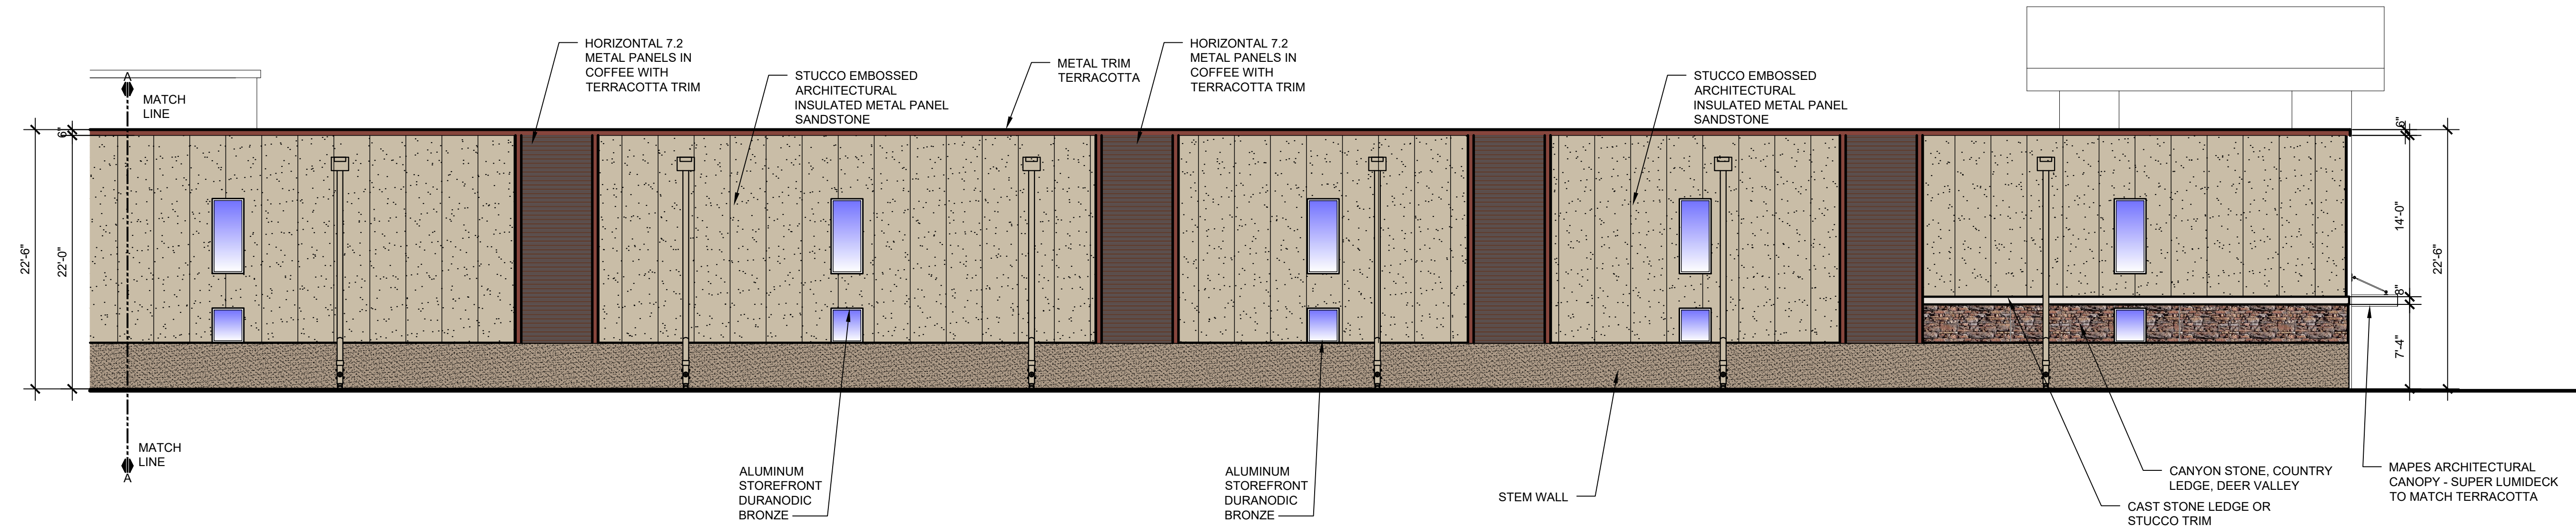 HORIZONTAL 7.2
METAL PANELS IN
COFFEE WITH
TERRACOTTA TRIM
STUCCO EMBOSSED
ARCHITECTURAL
INSULATED METAL PANEL
SANDSTONE
METAL TRIM
TERRACOTTA
HORIZONTAL 7.2
METAL PANELS IN
COFFEE WITH
TERRACOTTA TRIM
STUCCO EMBOSSED
ARCHITECTURAL
INSULATED METAL PANEL
SANDSTONE
A
MATCH
LINE
6"
22'-6"
22'-0"
6"
14'-0"
22'-6"
8"
7'-4"
MATCH
LINE
A
ALUMINUM
STOREFRONT
DURANODIC
BRONZE
ALUMINUM
STOREFRONT
DURANODIC
BRONZE
STEM WALL
CANYON STONE, COUNTRY
LEDGE, DEER VALLEY
CAST STONE LEDGE OR
STUCCO TRIM
MAPES ARCHITECTURAL
CANOPY - SUPER LUMIDECK
TO MATCH TERRACOTTA